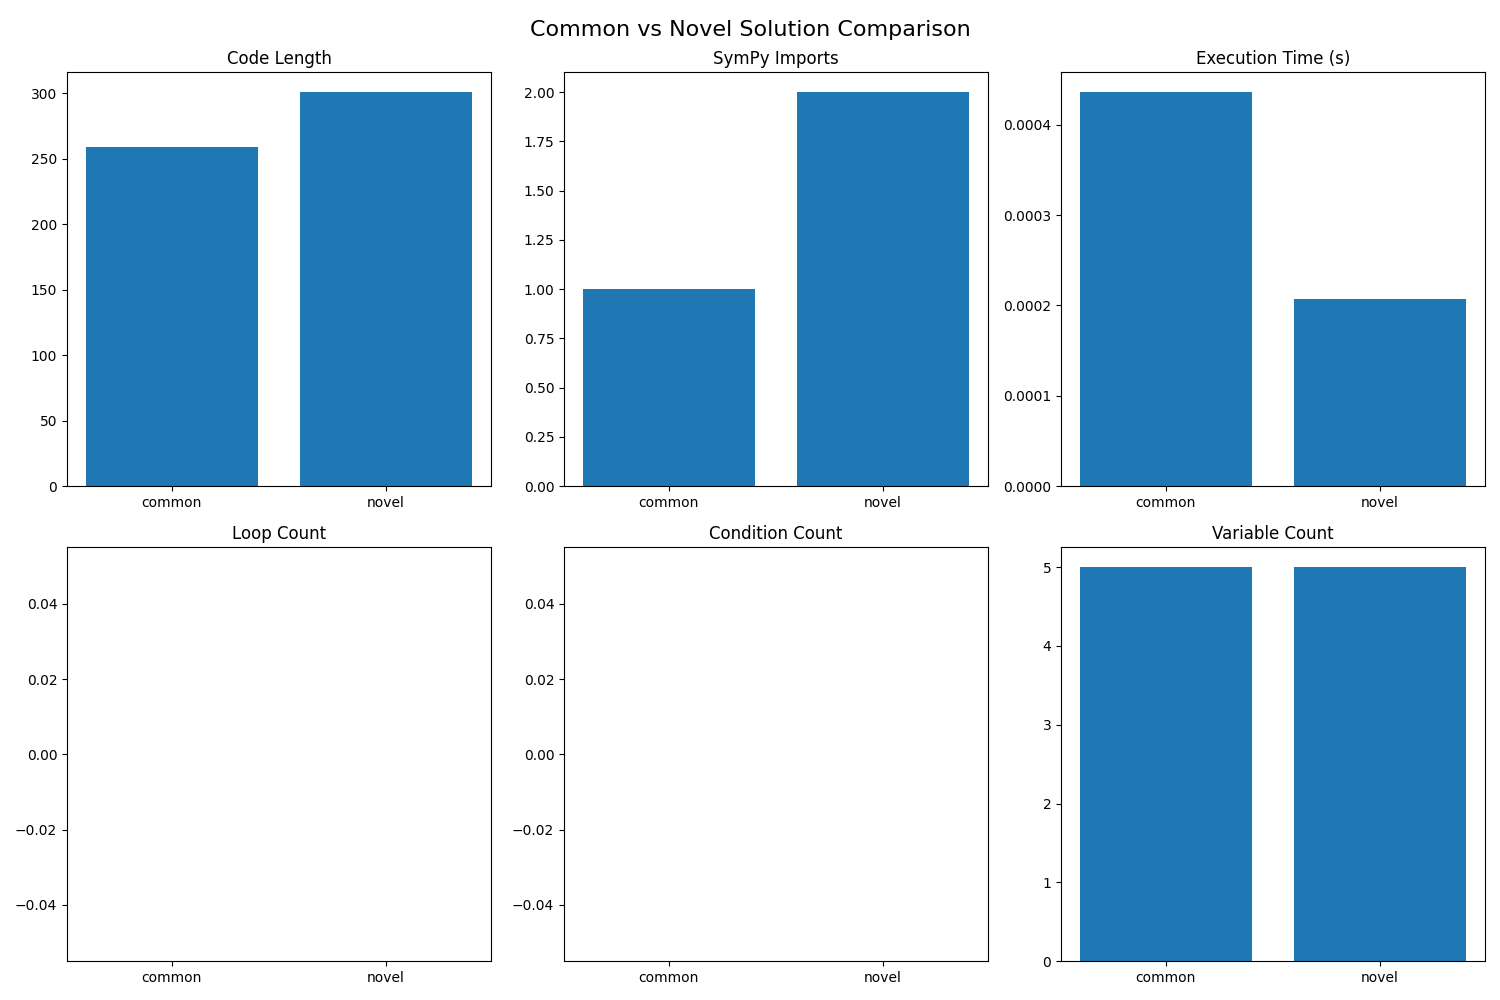 Common vs Novel Solution Comparison
Code Length
300
250
200
150
100
50
0
common novel
SymPy Imports
2.00
1.75
1.50
1.25
1.00
0.75
0.50
0.25
0.00
common novel
Execution Time (s)
0.0004
0.0003
0.0002
0.0001
0.0000
common novel
Loop Count
0.04
0.02
0.00
−0.02
−0.04
common novel
Condition Count
0.04
0.02
0.00
−0.02
−0.04
common novel
Variable Count
5
4
3
2
1
0
common novel